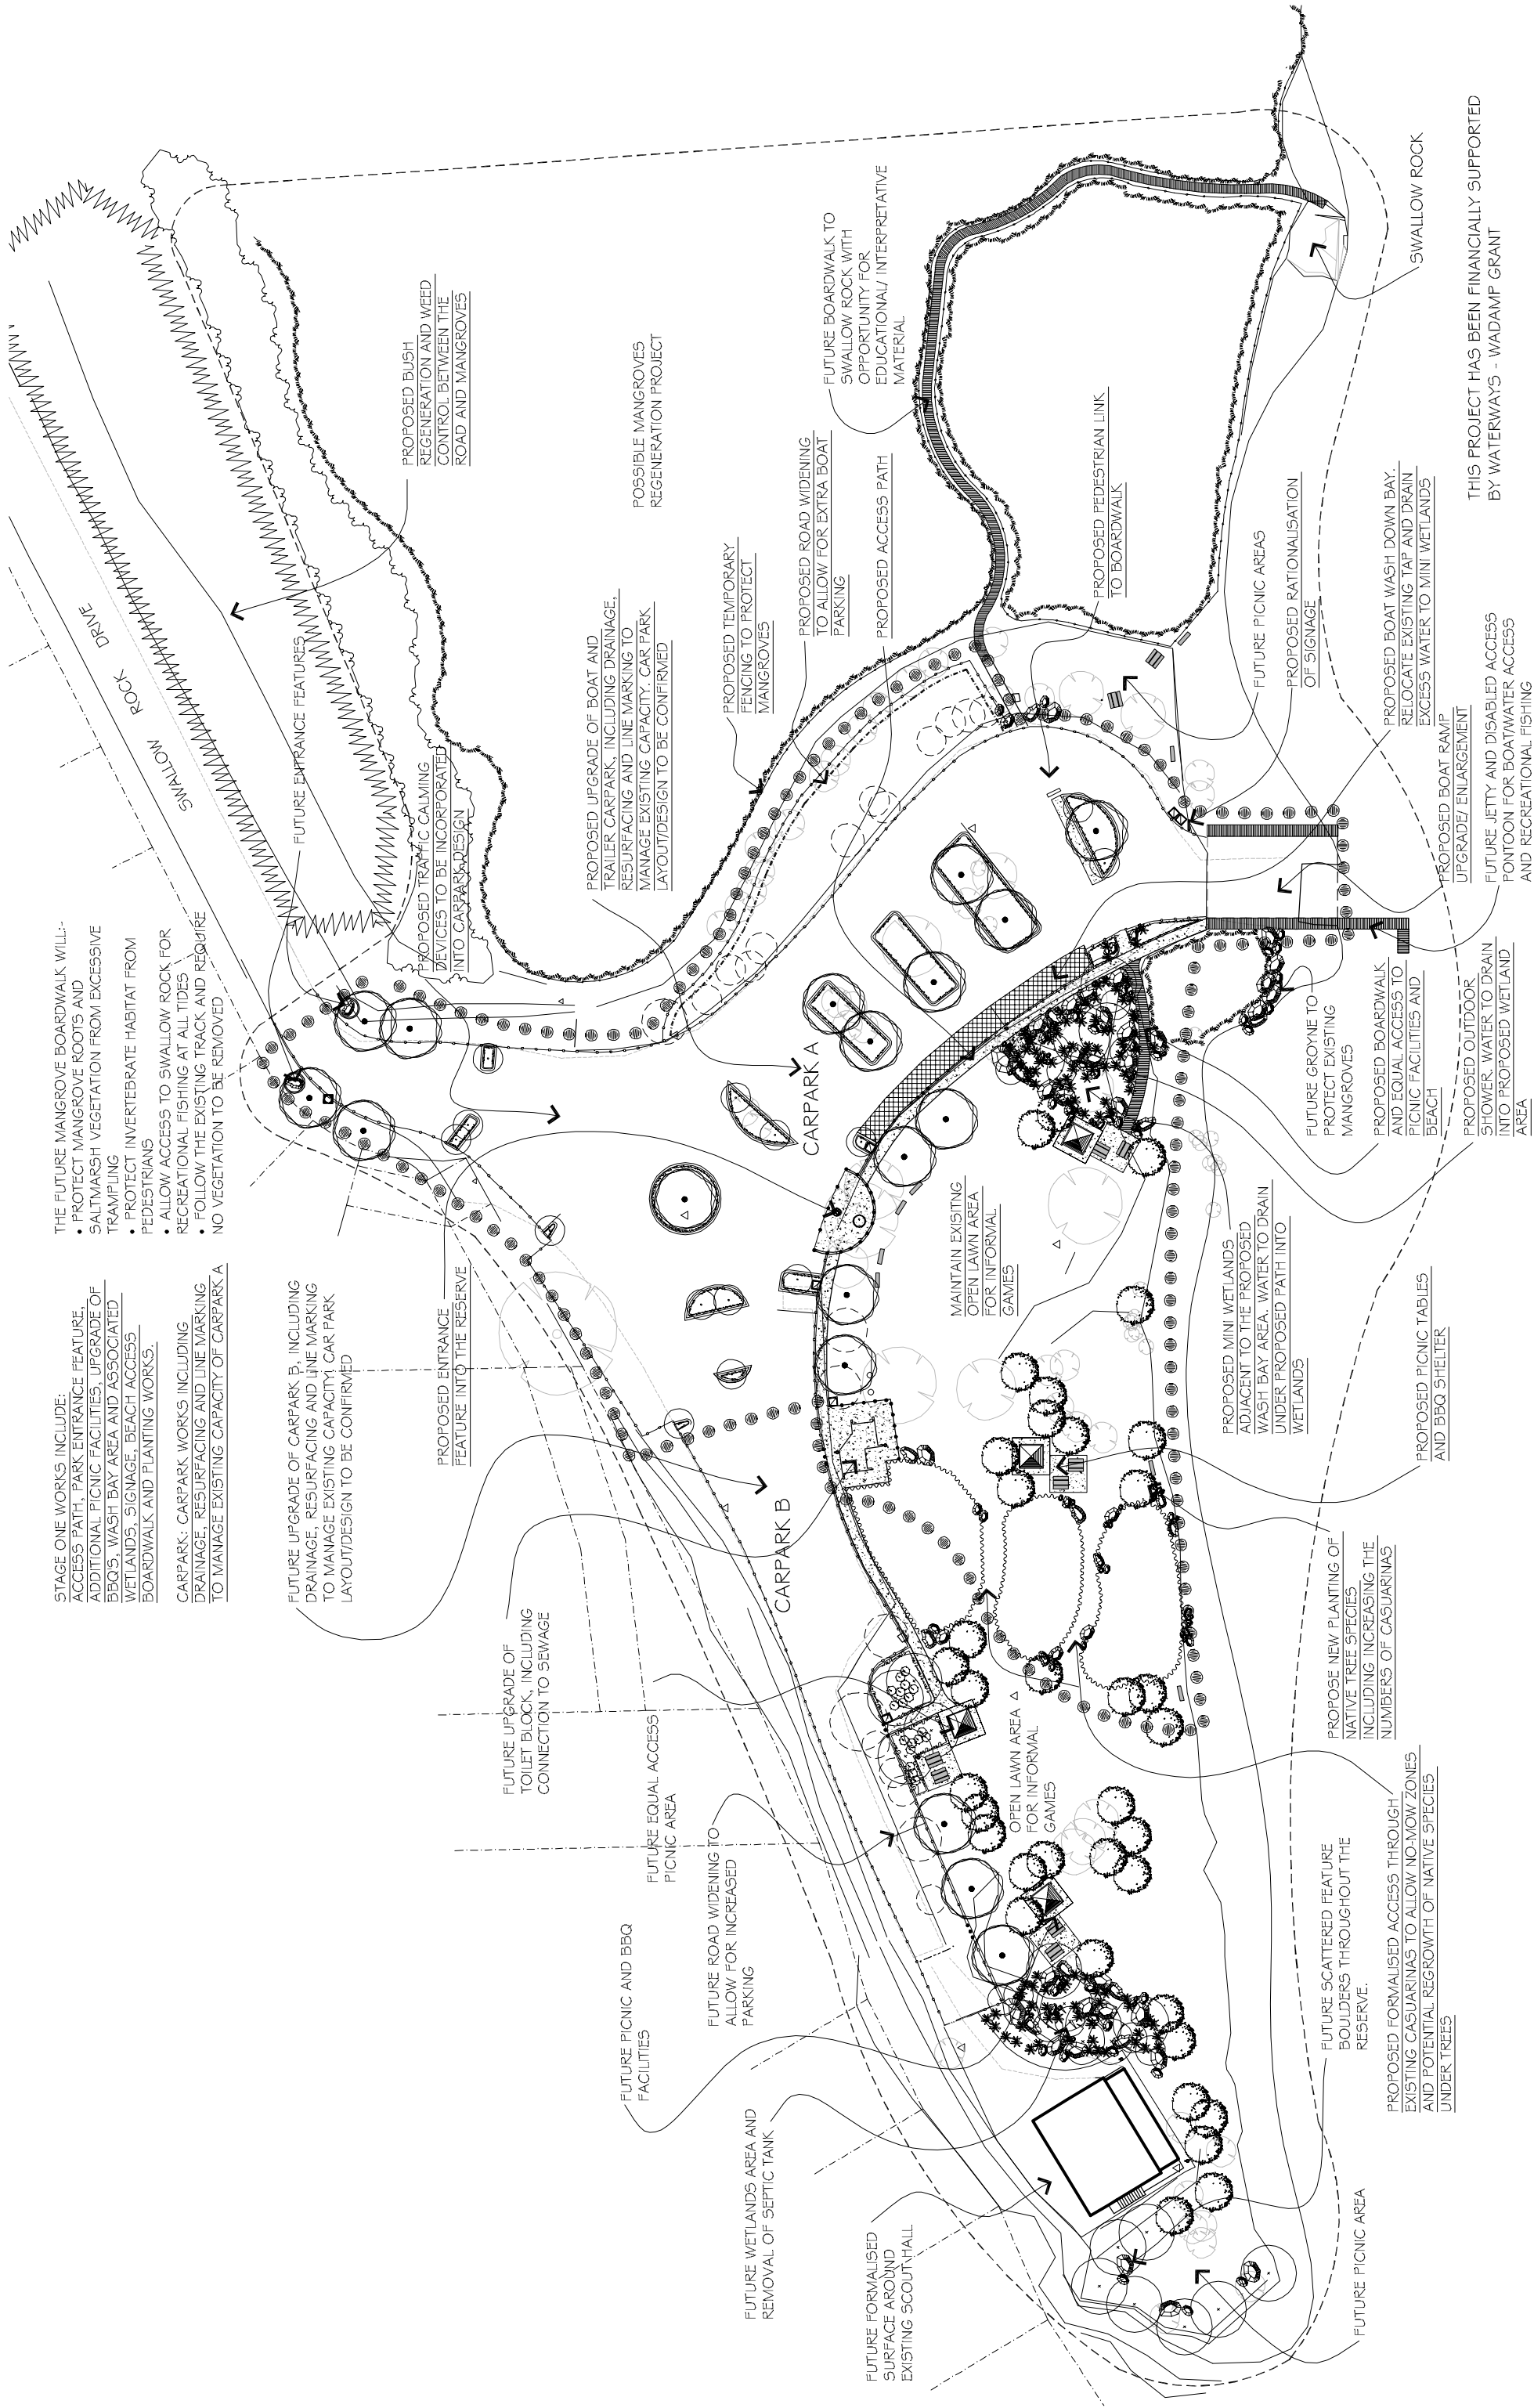 STAGE ONE WORKS INCLUDE:
ACCESS PATH, PARK ENTRANCE FEATURE,
ADDITIONAL PICNIC FACILITIES, UPGRADE OF
BBQ'S, WASH BAY AREA AND ASSOCIATED
WETLANDS, SIGNAGE, BEACH ACCESS
BOARDWALK AND PLANTING WORKS.
CARPARK: CARPARK WORKS INCLUDING
DRAINAGE, RESURFACING AND LINE MARKING
TO MANAGE EXISTING CAPACITY OF CARPARK A
THE FUTURE MANGROVE BOARDWALK WILL:-
• PROTECT MANGROVE ROOTS AND
SALTMARSH VEGETATION FROM EXCESSIVE
TRAMPLING
• PROTECT INVERTEBRATE HABITAT FROM
PEDESTRIANS
• ALLOW ACCESS TO SWALLOW ROCK FOR
RECREATIONAL FISHING AT ALL TIDES
• FOLLOW THE EXISTING TRACK AND REQUIRE
NO VEGETATION TO BE REMOVED
SWALLOW ROCK DRIVE
FUTURE ENTRANCE FEATURES
PROPOSED BUSH
REGENERATION AND WEED
CONTROL BETWEEN THE
ROAD AND MANGROVES
PROPOSED TRAFFIC CALMING
DEVICES TO BE INCORPORATED
INTO CARPARK DESIGN
FUTURE UPGRADE OF CARPARK B, INCLUDING
DRAINAGE, RESURFACING AND LINE MARKING
TO MANAGE EXISTING CAPACITY. CAR PARK
LAYOUT/DESIGN TO BE CONFIRMED
PROPOSED ENTRANCE
FEATURE INTO THE RESERVE
FUTURE UPGRADE OF
TOILET BLOCK, INCLUDING
CONNECTION TO SEWAGE
PROPOSED UPGRADE OF BOAT AND
TRAILER CARPARK, INCLUDING DRAINAGE,
RESURFACING AND LINE MARKING TO
MANAGE EXISTING CAPACITY. CAR PARK
LAYOUT/DESIGN TO BE CONFIRMED
POSSIBLE MANGROVES
REGENERATION PROJECT
FUTURE PICNIC AND BBQ
FACILITIES
FUTURE EQUAL ACCESS
PICNIC AREA
FUTURE ROAD WIDENING TO
ALLOW FOR INCREASED
PARKING
PROPOSED TEMPORARY
FENCING TO PROTECT
MANGROVES
FUTURE WETLANDS AREA AND
REMOVAL OF SEPTIC TANK
CARPARK B
CARPARK A
PROPOSED ROAD WIDENING
TO ALLOW FOR EXTRA BOAT
PARKING
FUTURE BOARDWALK TO
SWALLOW ROCK WITH
OPPORTUNITY FOR
EDUCATIONAL/ INTERPRETATIVE
MATERIAL
FUTURE FORMALISED
SURFACE AROUND
EXISTING SCOUT HALL
PROPOSED ACCESS PATH
MAINTAIN EXISITNG
OPEN LAWN AREA
FOR INFORMAL
GAMES
OPEN LAWN AREA
FOR INFORMAL
GAMES
PROPOSED PEDESTRIAN LINK
TO BOARDWALK
PROPOSED MINI WETLANDS
ADJACENT TO THE PROPOSED
WASH BAY AREA. WATER TO DRAIN
UNDER PROPOSED PATH INTO
WETLANDS
FUTURE PICNIC AREAS
PROPOSED RATIONALISATION
OF SIGNAGE
FUTURE GROYNE TO
PROTECT EXISTING
MANGROVES
FUTURE SCATTERED FEATURE
BOULDERS THROUGHOUT THE
RESERVE.
PROPOSE NEW PLANTING OF
NATIVE TREE SPECIES
INCLUDING INCREASING THE
NUMBERS OF CASUARINAS
FUTURE PICNIC AREA
PROPOSED BOARDWALK
AND EQUAL ACCESS TO
PICNIC FACILITIES AND
BEACH
PROPOSED BOAT WASH DOWN BAY.
RELOCATE EXISTING TAP AND DRAIN
EXCESS WATER TO MINI WETLANDS
PROPOSED FORMALISED ACCESS THROUGH
EXISTING CASUARINAS TO ALLOW NO-MOW ZONES
AND POTENTIAL REGROWTH OF NATIVE SPECIES
UNDER TREES
PROPOSED PICNIC TABLES
AND BBQ SHELTER
SWALLOW ROCK
PROPOSED BOAT RAMP
UPGRADE/ ENLARGEMENT
PROPOSED OUTDOOR
SHOWER. WATER TO DRAIN
INTO PROPOSED WETLAND
AREA
FUTURE JETTY AND DISABLED ACCESS
PONTOON FOR BOATWATER ACCESS
AND RECREATIONAL FISHING
THIS PROJECT HAS BEEN FINANCIALLY SUPPORTED
BY WATERWAYS - WADAMP GRANT